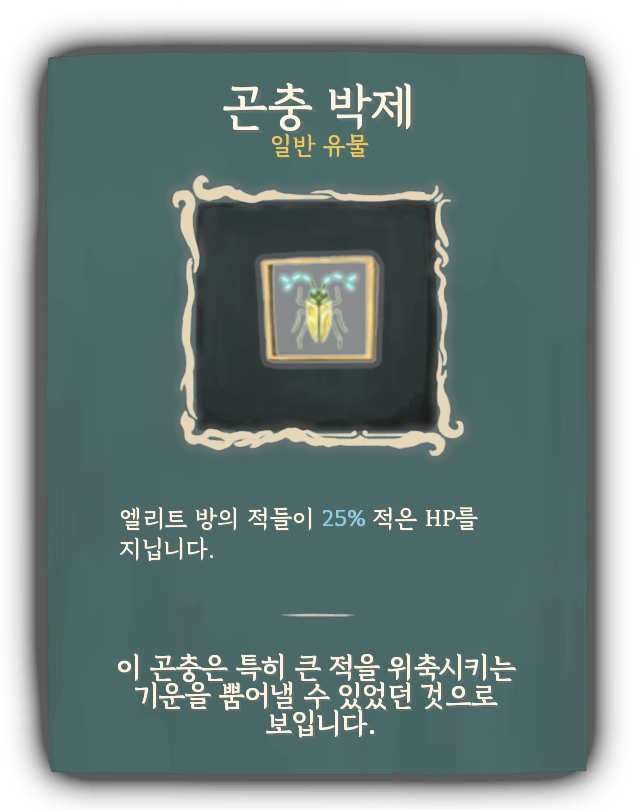 곤충 박제
일반 유물
엘리트 방의 적들이 25% 적은 HP를
지닙니다.
이 곤충은 특히 큰 적을 위축시키는
기운을 뿜어낼 수 있었던 것으로
보입니다.